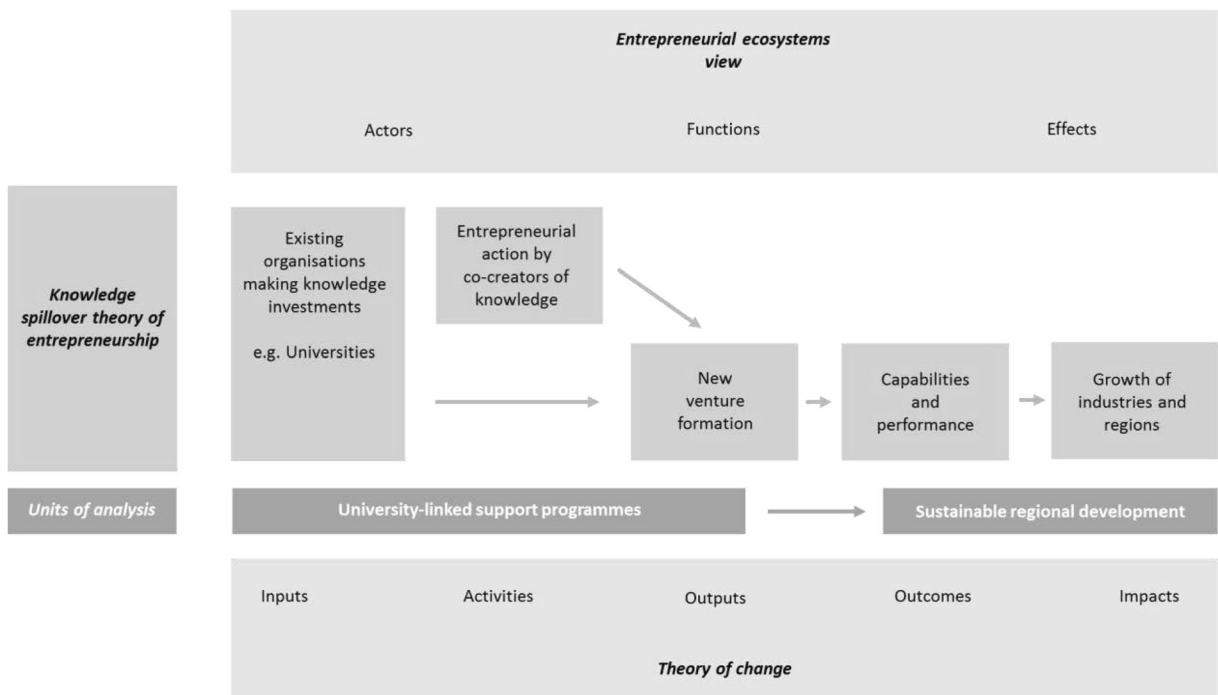 Entrepreneurial ecosystems
view
Actors
Functions
Effects
Knowledge
spillover theory of
entrepreneurship
Existing
organisations
making knowledge
investments
e.g. Universities
Entrepreneurial
action by
co-creators of
knowledge
New
venture
formation
Capabilities
and
performance
Growth of
industries and
regions
Units of analysis
University-linked support programmes
Sustainable regional development
Inputs
Activities
Outputs
Outcomes
Impacts
Theory of change